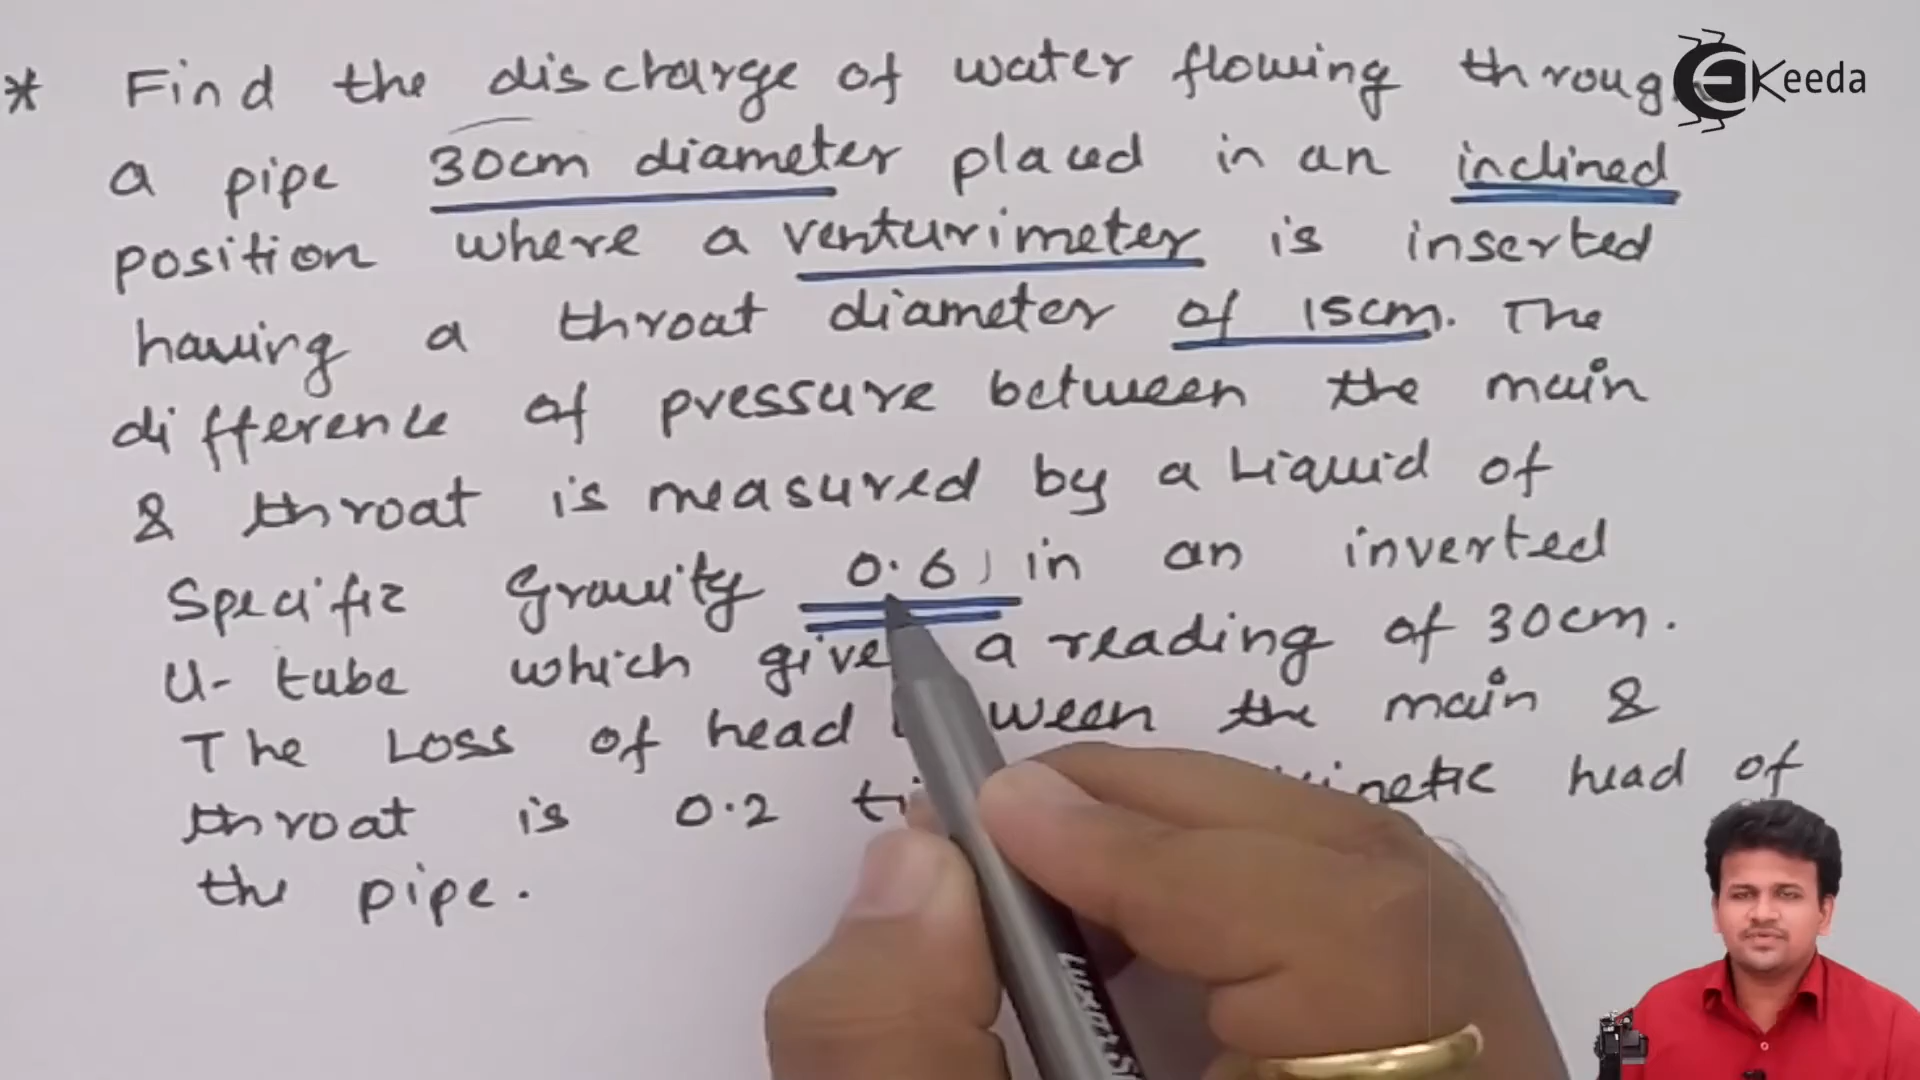 * Find the discharge of water flowing throug
EKeeda
a pipe 30cm diameter placed in an inclined
position where a venturimeter is inserted
having a throat diameter of 15cm. The
difference of pressure between the main
& throat is measured by a Liquid of
Specific gravity 0.6, in an inverted
U-tube which give a reading of 30cm.
The Loss of head ween the main &
throat is 0.2 head of
the pipe.